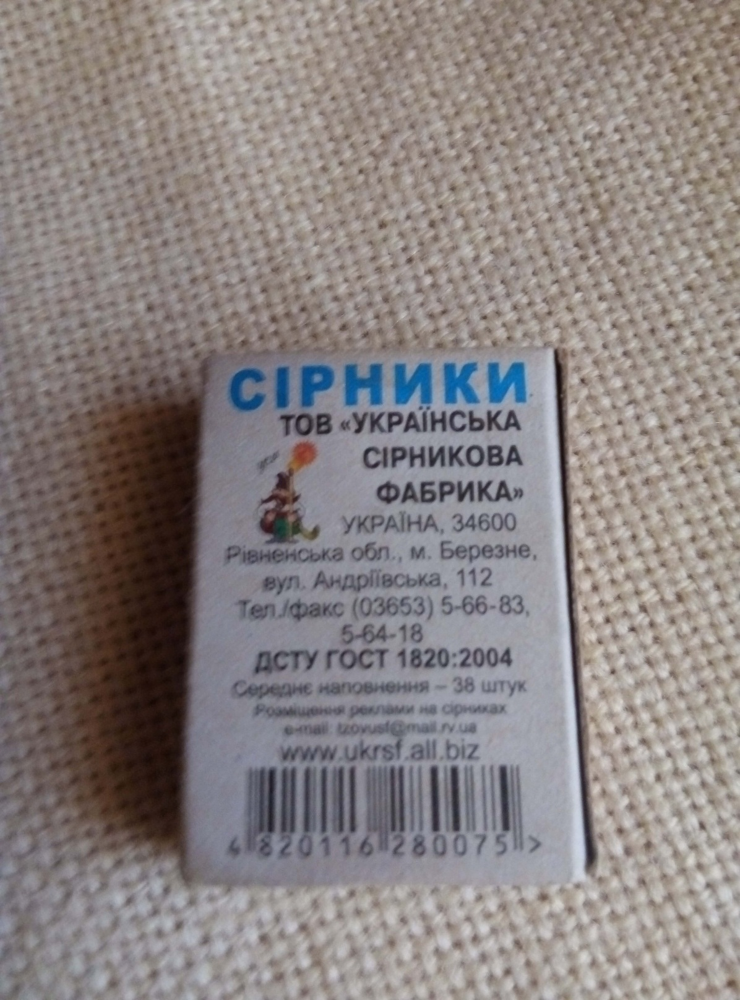 СІРНИКИ
ТОВ «УКРАЇНСЬКА
СІРНИКОВА
ФАБРИКА»
УКРАЇНА, 34600
Рівненська обл., м. Березне,
вул. Андріївська, 112
Тел./факс (03653) 5-66-83,
5-64-18
ДСТУ ГОСТ 1820:2004
Середнє наповнення – 38 штук
Розміщення реклами на сірниках
e-mail: tzovusf@mail.rv.ua
www.ukrsf.all.biz
4 820116 280075 >